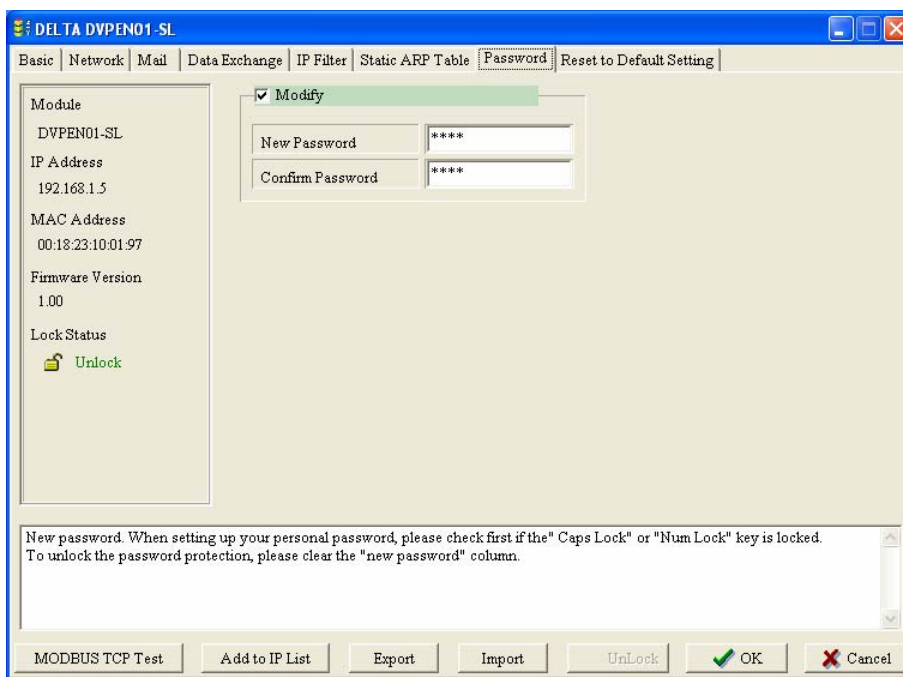 DELTA DVPEN01-SL
Basic Network Mail Data Exchange IP Filter Static ARP Table Password Reset to Default Setting
Module
DVPEN01-SL
IP Address
192.168.1.5
MAC Address
00:18:23:10:01:97
Firmware Version
1.00
Lock Status
Unlock
Modify
New Password ****
Confirm Password ****
New password. When setting up your personal password, please check first if the" Caps Lock" or "Num Lock" key is locked.
To unlock the password protection, please clear the "new password" column.
MODBUS TCP Test Add to IP List Export Import UnLock OK Cancel